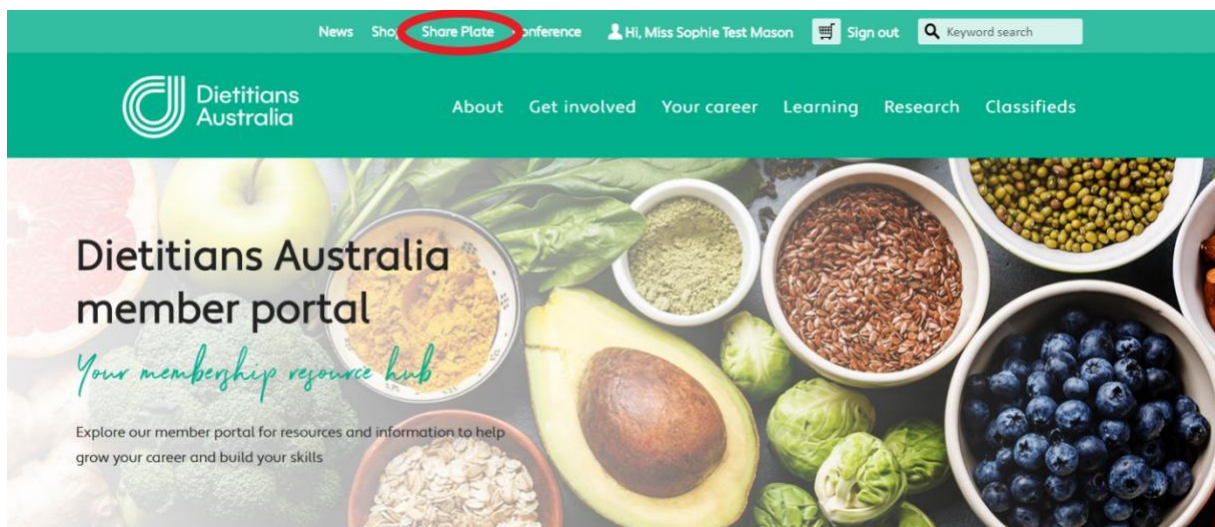 News Shop Share Plate Conference Hi, Miss Sophie Test Mason Sign out Keyword search
Dietitians
Australia
About Get involved Your career Learning Research Classifieds
Dietitians Australia
member portal
Your membership resource hub
Explore our member portal for resources and information to help
grow your career and build your skills